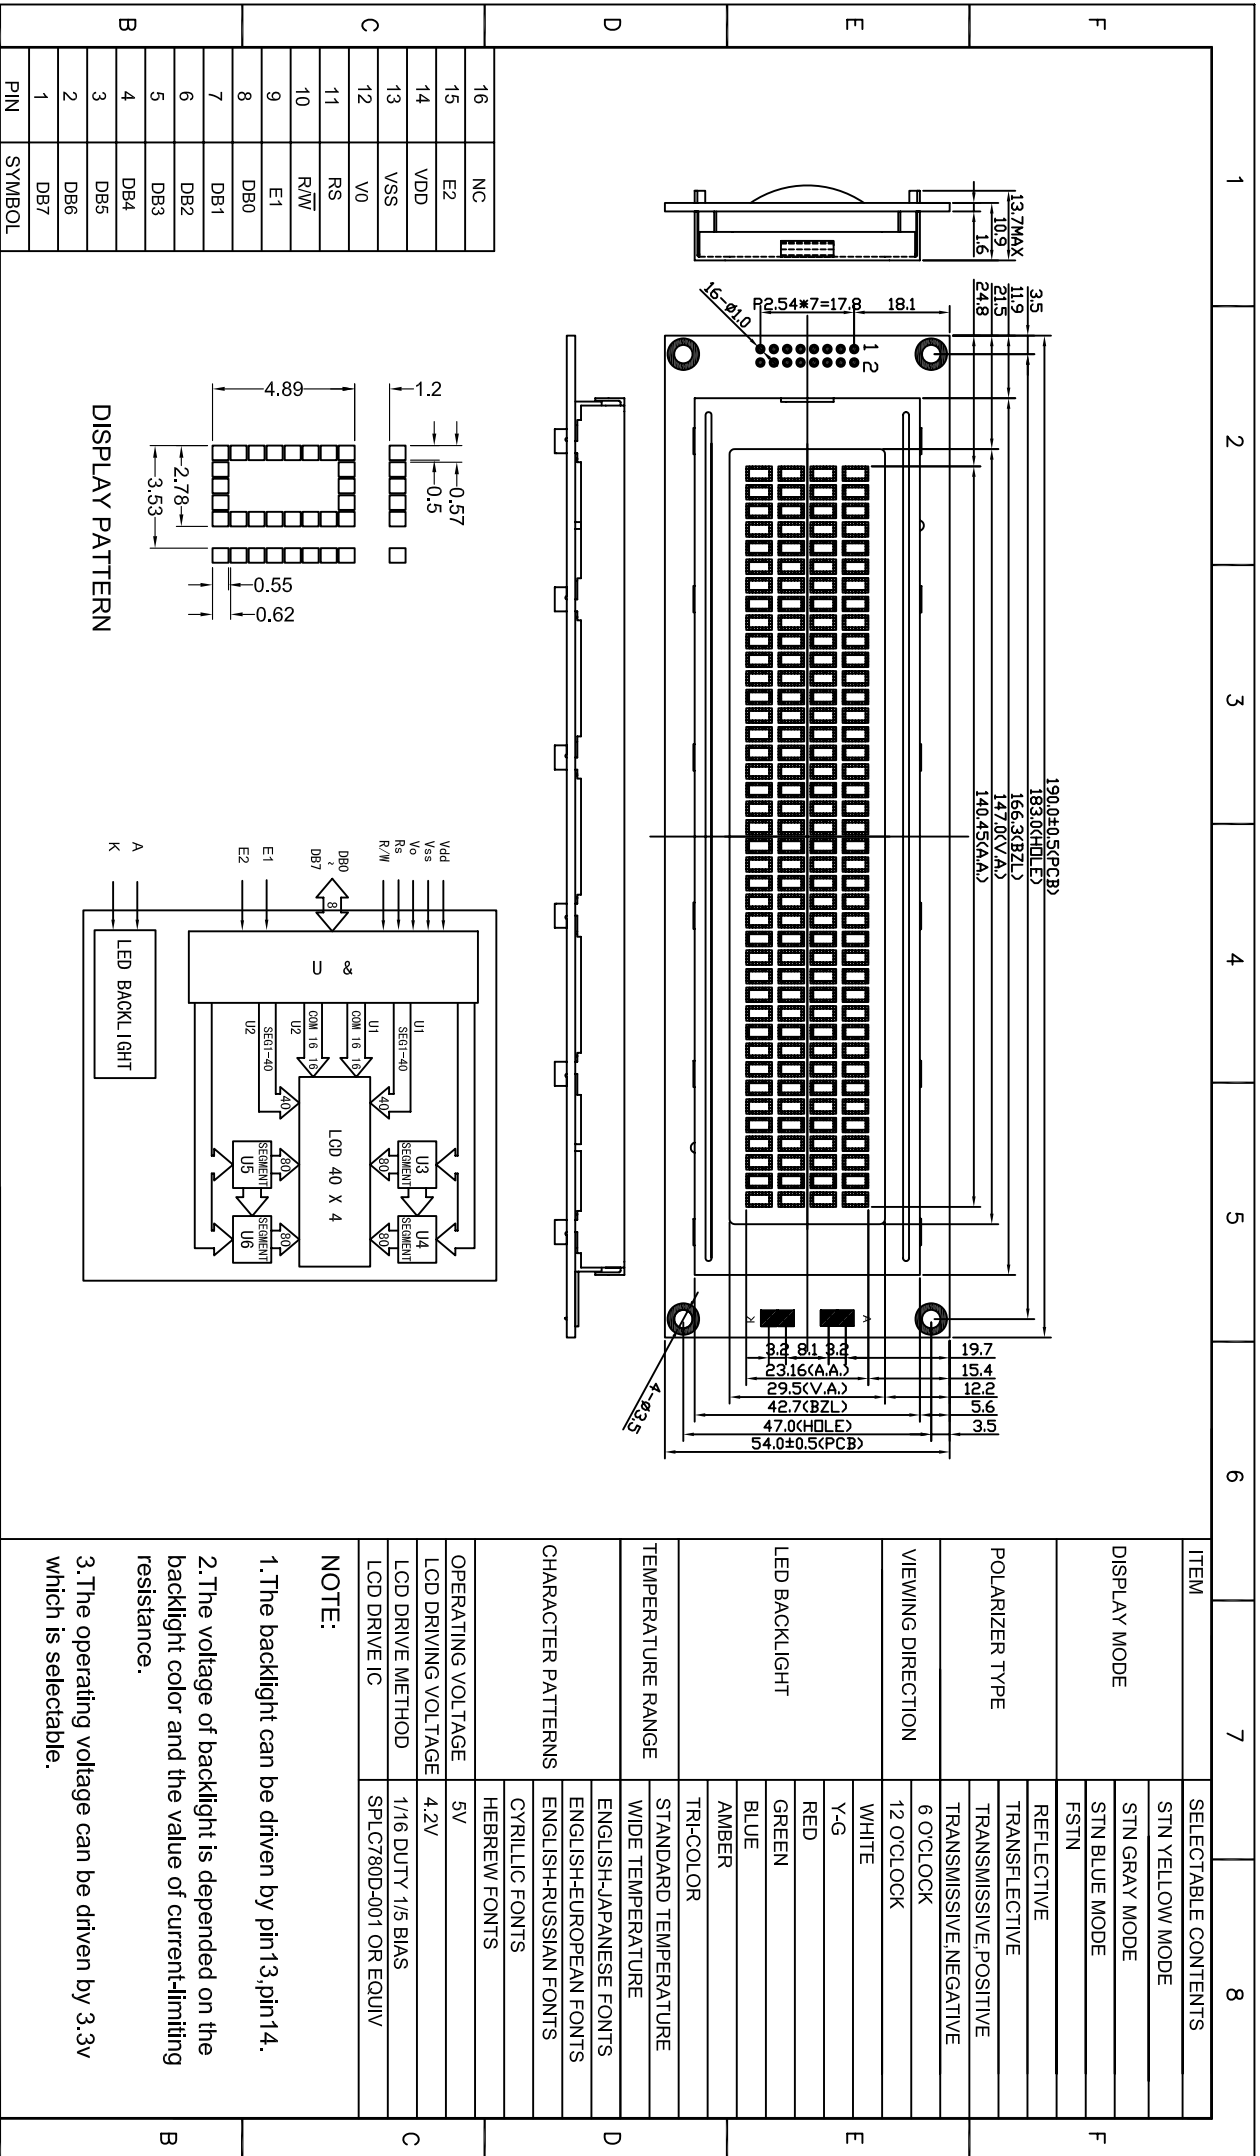 1
2
3
4
5
6
7
8
F
E
D
C
B
13.7MAX
10.9
1.6
3.5
11.9
21.5
24.8
P2.54*7=17.8
18.1
16-ø1.0
1
2
190.0±0.5(PCB)
183.0(HOLE)
166.3(BZL)
147.0(V.A.)
140.45(A.A.)
A
K
3.2
8.1
3.2
19.7
23.16(A.A.)
15.4
29.5(V.A.)
12.2
42.7(BZL)
5.6
47.0(HOLE)
3.5
54.0±0.5(PCB)
4-ø3.5
16 NC
15 E2
14 VDD
13 VSS
12 V0
11 RS
10 R/W
9 E1
8 DB0
7 DB1
6 DB2
5 DB3
4 DB4
3 DB5
2 DB6
1 DB7
PIN SYMBOL
1.2
4.89
0.57
0.5
2.78
3.53
0.55
0.62
DISPLAY PATTERN
Vdd
Vss
Vo
Rs
R/W
DB0
~
DB7
8
E1
E2
A
K
U &
U1
SEG1-40
40
U1
COM 16 16
COM 16 16
U2
SEG1-40
40
U2
LCD 40 X 4
U3
SEGMENT
80
U4
SEGMENT
80
U5
SEGMENT
80
U6
SEGMENT
80
LED BACKLIGHT
ITEM SELECTABLE CONTENTS
DISPLAY MODE
STN YELLOW MODE
STN GRAY MODE
STN BLUE MODE
FSTN
POLARIZER TYPE
REFLECTIVE
TRANSFLECTIVE
TRANSMISSIVE,POSITIVE
TRANSMISSIVE,NEGATIVE
VIEWING DIRECTION
6 O'CLOCK
12 O'CLOCK
LED BACKLIGHT
WHITE
Y-G
RED
GREEN
BLUE
AMBER
TRI-COLOR
TEMPERATURE RANGE
STANDARD TEMPERATURE
WIDE TEMPERATURE
CHARACTER PATTERNS
ENGLISH-JAPANESE FONTS
ENGLISH-EUROPEAN FONTS
ENGLISH-RUSSIAN FONTS
CYRILLIC FONTS
HEBREW FONTS
OPERATING VOLTAGE 5V
LCD DRIVING VOLTAGE 4.2V
LCD DRIVE METHOD 1/16 DUTY 1/5 BIAS
LCD DRIVE IC SPLC780D-001 OR EQUIV
NOTE:
1.The backlight can be driven by pin13,pin14.
2.The voltage of backlight is depended on the
backlight color and the value of current-limiting
resistance.
3.The operating voltage can be driven by 3.3v
which is selectable.
F
E
D
C
B